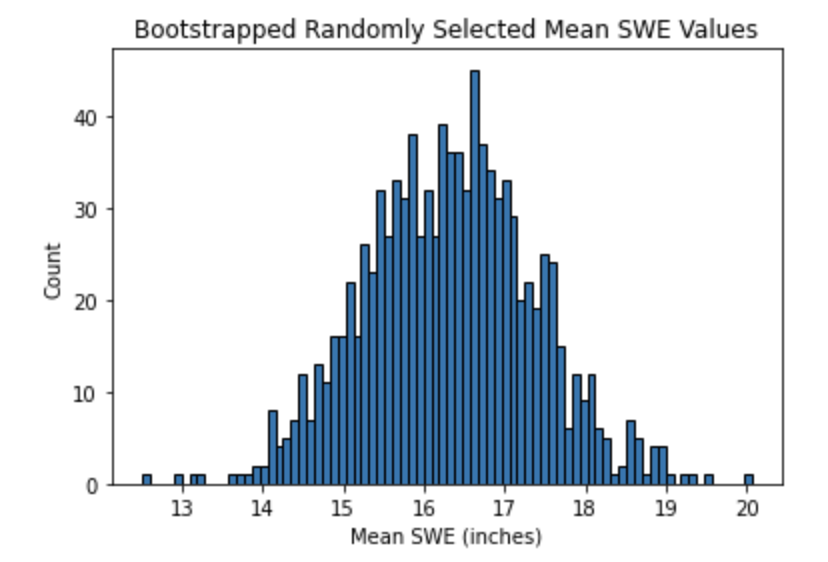 Bootstrapped Randomly Selected Mean SWE Values
40
30
20
10
0
Count
13 14 15 16 17 18 19 20
Mean SWE (inches)